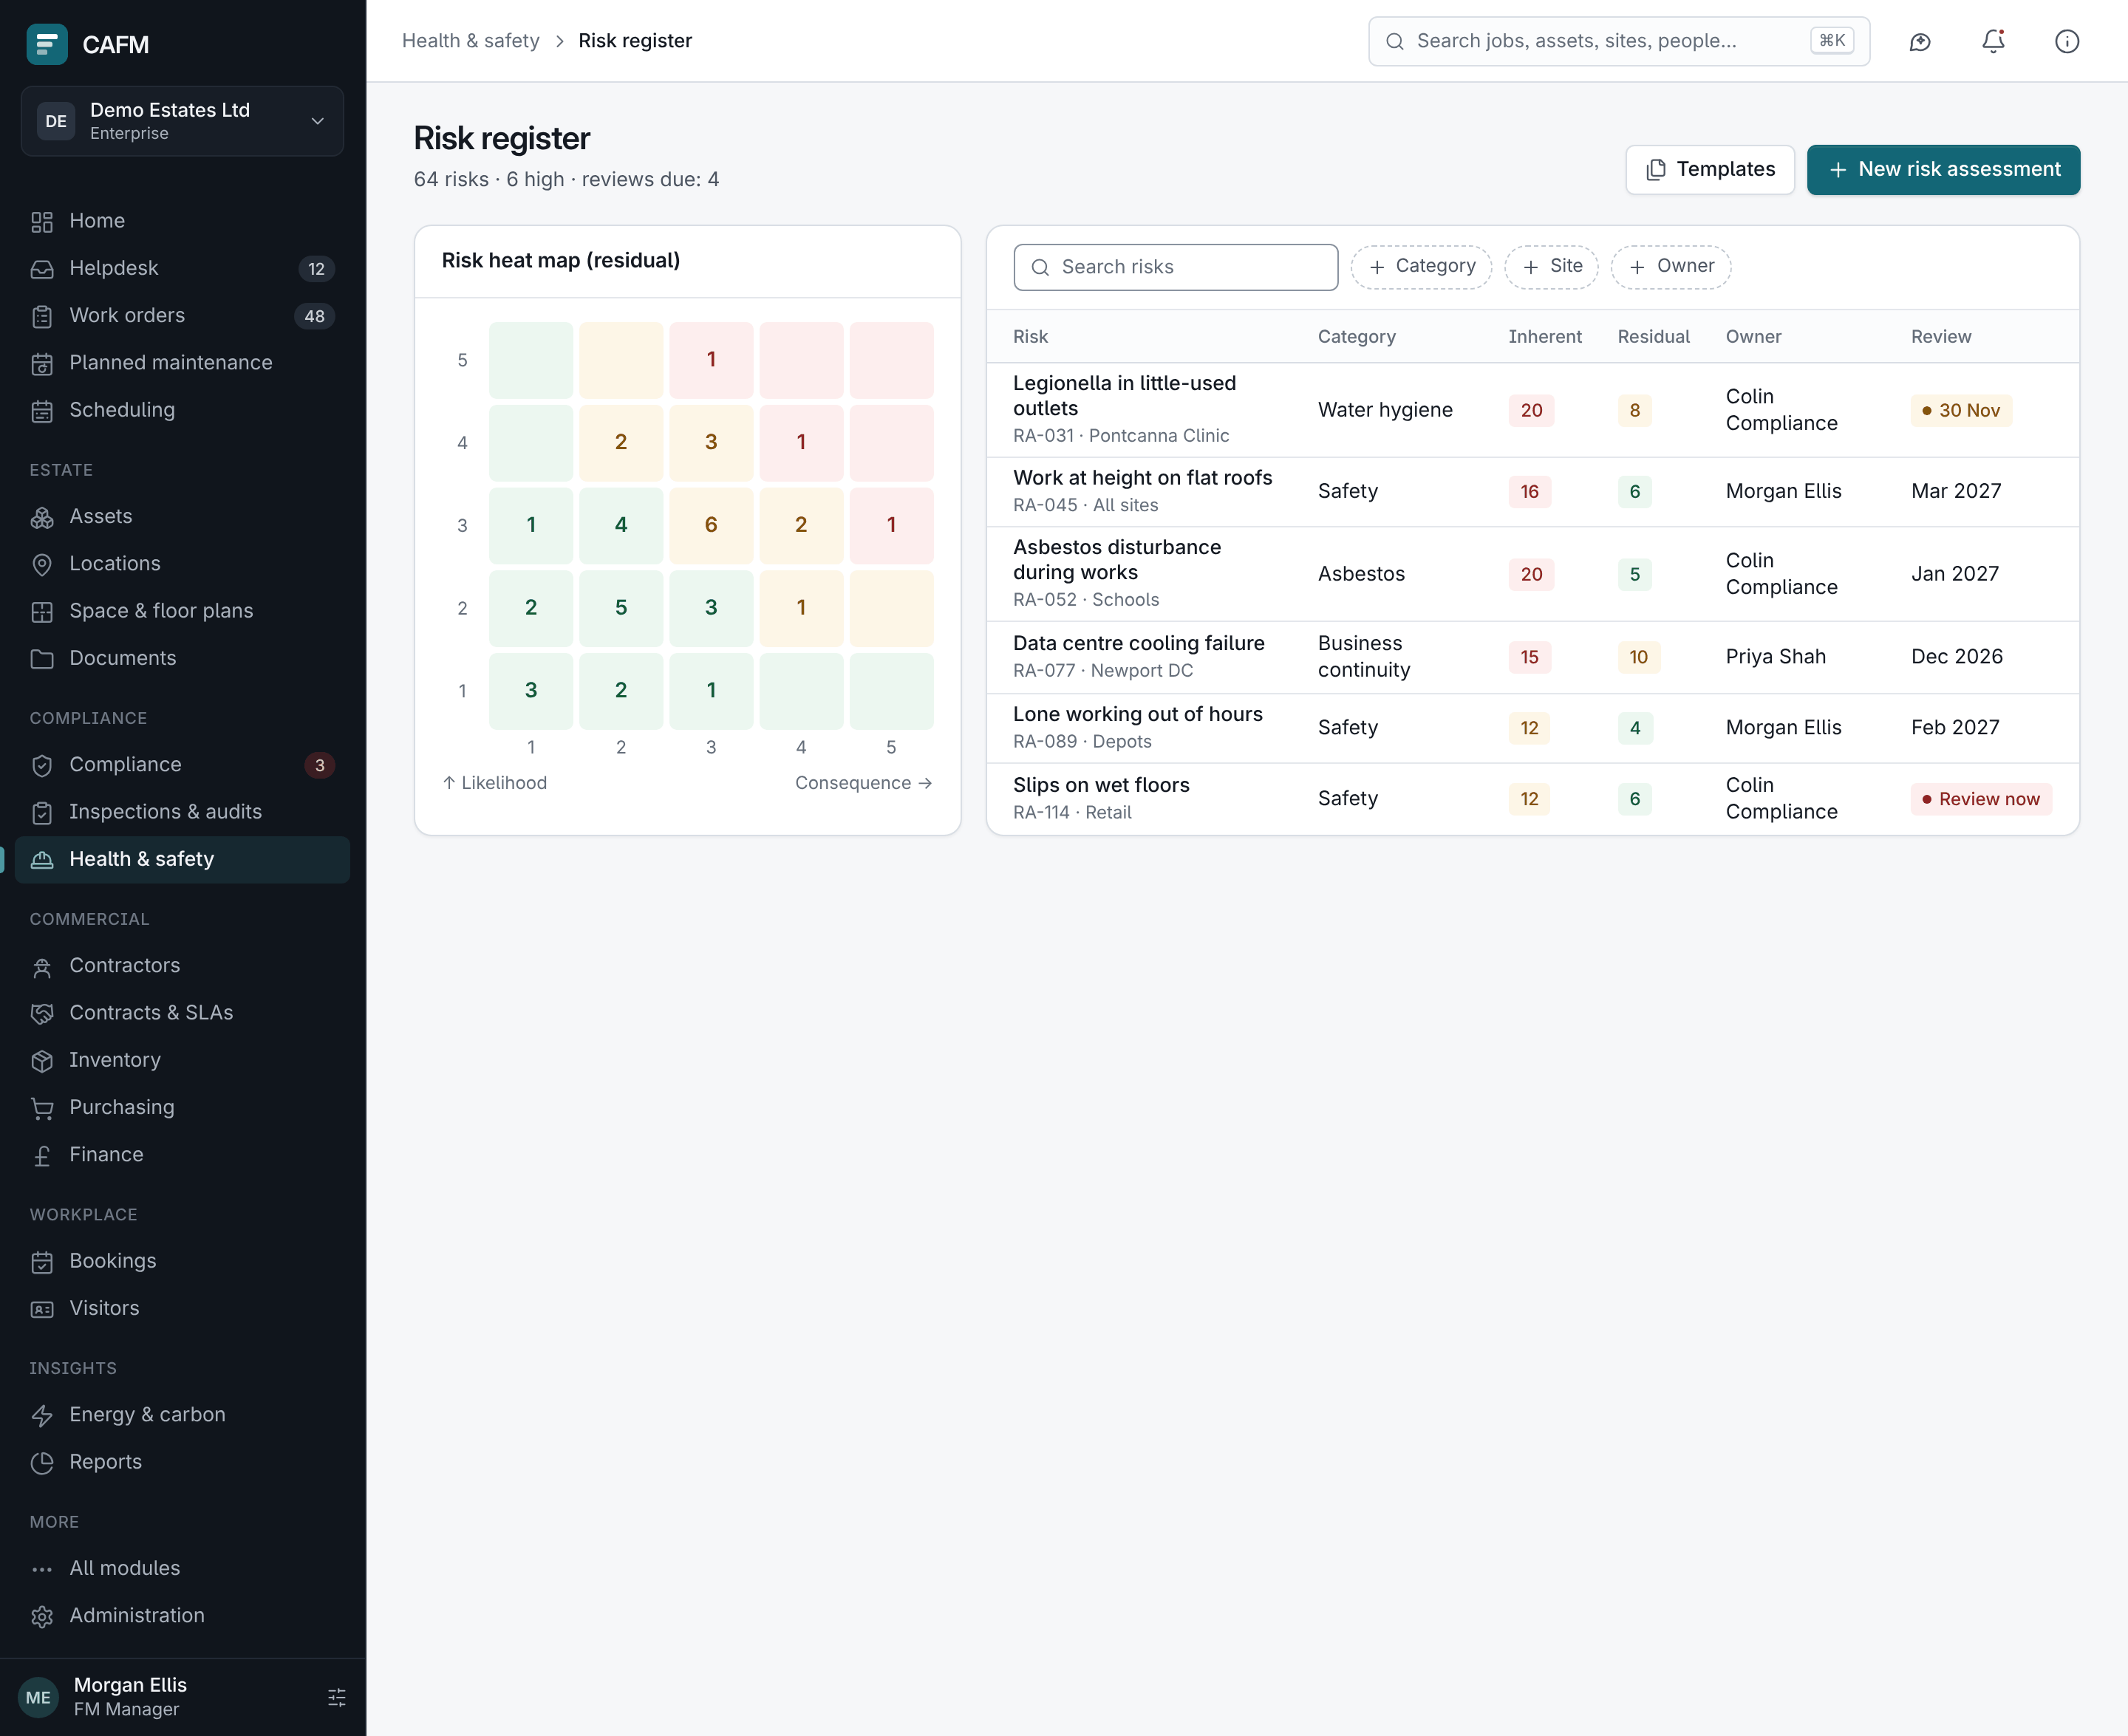 CAFM
DE
Demo Estates Ltd
Enterprise
Home
Helpdesk 12
Work orders 48
Planned maintenance
Scheduling
ESTATE
Assets
Locations
Space & floor plans
Documents
COMPLIANCE
Compliance 3
Inspections & audits
Health & safety
COMMERCIAL
Contractors
Contracts & SLAs
Inventory
Purchasing
Finance
WORKPLACE
Bookings
Visitors
INSIGHTS
Energy & carbon
Reports
MORE
All modules
Administration
ME
Morgan Ellis
FM Manager
Health & safety > Risk register
Search jobs, assets, sites, people... ⌘K
Risk register
64 risks · 6 high · reviews due: 4
Templates
+ New risk assessment
Risk heat map (residual)
5 1
4 2 3 1
3 1 4 6 2 1
2 2 5 3 1
1 3 2 1
1 2 3 4 5
↑ Likelihood Consequence →
Search risks + Category + Site + Owner
Risk Category Inherent Residual Owner Review
Legionella in little-used
outlets
RA-031 · Pontcanna Clinic
Water hygiene
20
8
Colin
Compliance
30 Nov
Work at height on flat roofs
RA-045 · All sites
Safety
16
6
Morgan Ellis
Mar 2027
Asbestos disturbance
during works
RA-052 · Schools
Asbestos
20
5
Colin
Compliance
Jan 2027
Data centre cooling failure
RA-077 · Newport DC
Business
continuity
15
10
Priya Shah
Dec 2026
Lone working out of hours
RA-089 · Depots
Safety
12
4
Morgan Ellis
Feb 2027
Slips on wet floors
RA-114 · Retail
Safety
12
6
Colin
Compliance
Review now